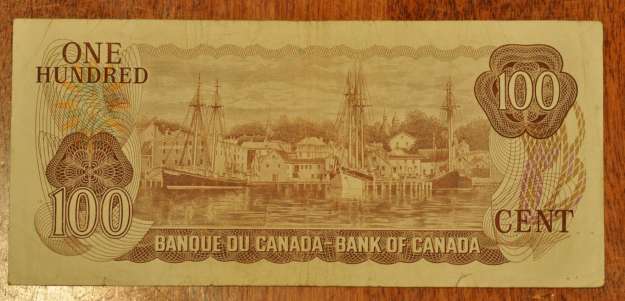 ONE
HUNDRED
100
100
CENT
BANQUE DU CANADA-BANK OF CANADA